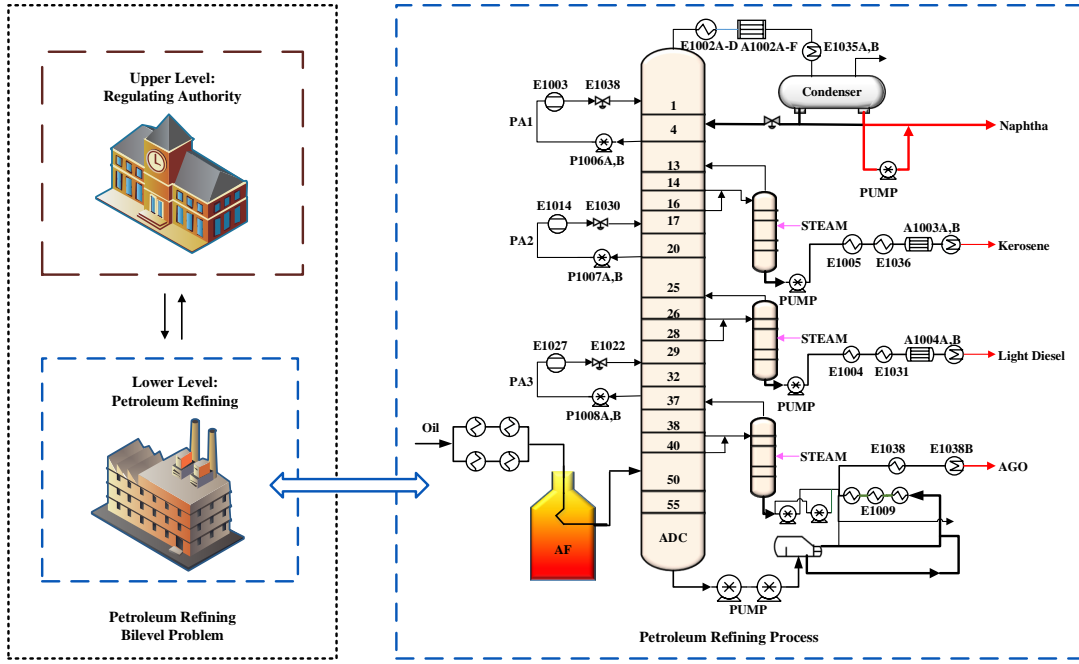 Upper Level:
Regulating Authority
Lower Level:
Petroleum Refining
Petroleum Refining
Bilevel Problem
E1002A-D
A1002A-F
E1035A,B
Condenser
Naphtha
PUMP
E1003
E1038
PA1
P1006A,B
1
4
13
14
16
17
20
25
26
28
29
32
37
38
40
50
55
ADC
E1014
E1030
PA2
P1007A,B
STEAM
PUMP
E1005
E1036
A1003A,B
Kerosene
E1027
E1022
PA3
P1008A,B
STEAM
PUMP
E1004
E1031
A1004A,B
Light Diesel
Oil
AF
STEAM
E1038
E1038B
AGO
E1009
PUMP
Petroleum Refining Process